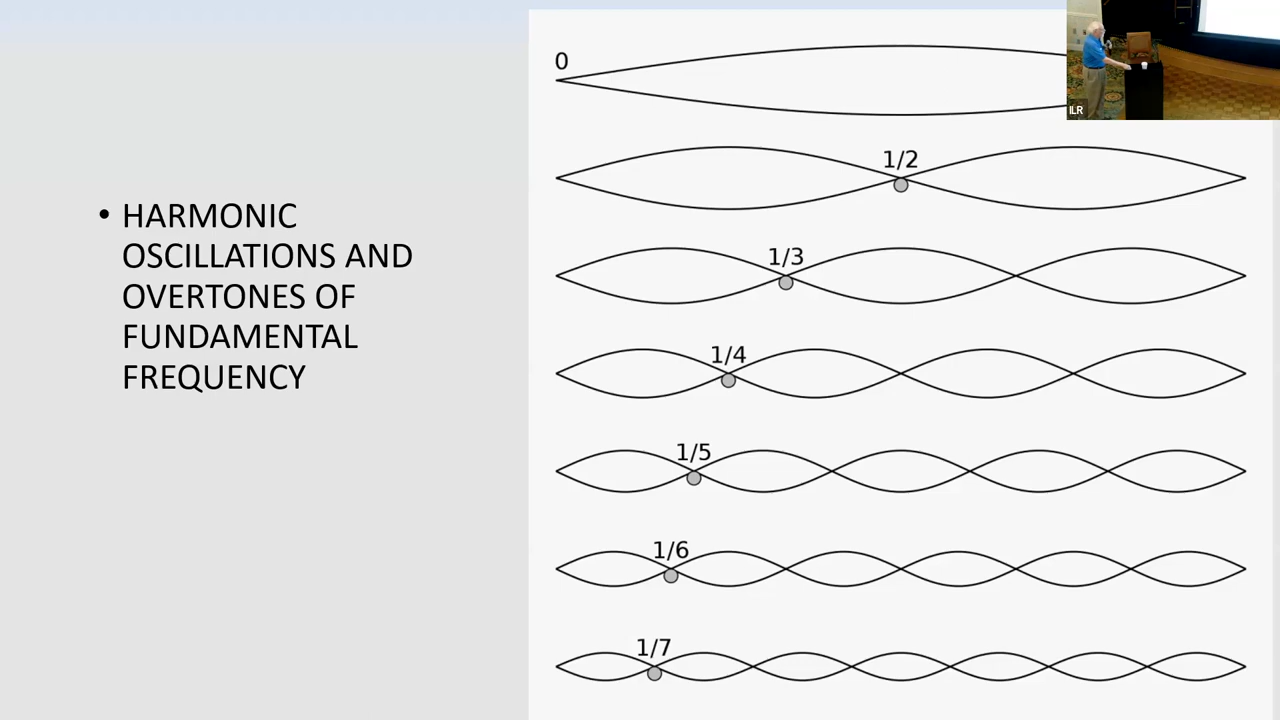 • HARMONIC
OSCILLATIONS AND
OVERTONES OF
FUNDAMENTAL
FREQUENCY
0
1/2
1/3
1/4
1/5
1/6
1/7
ILR